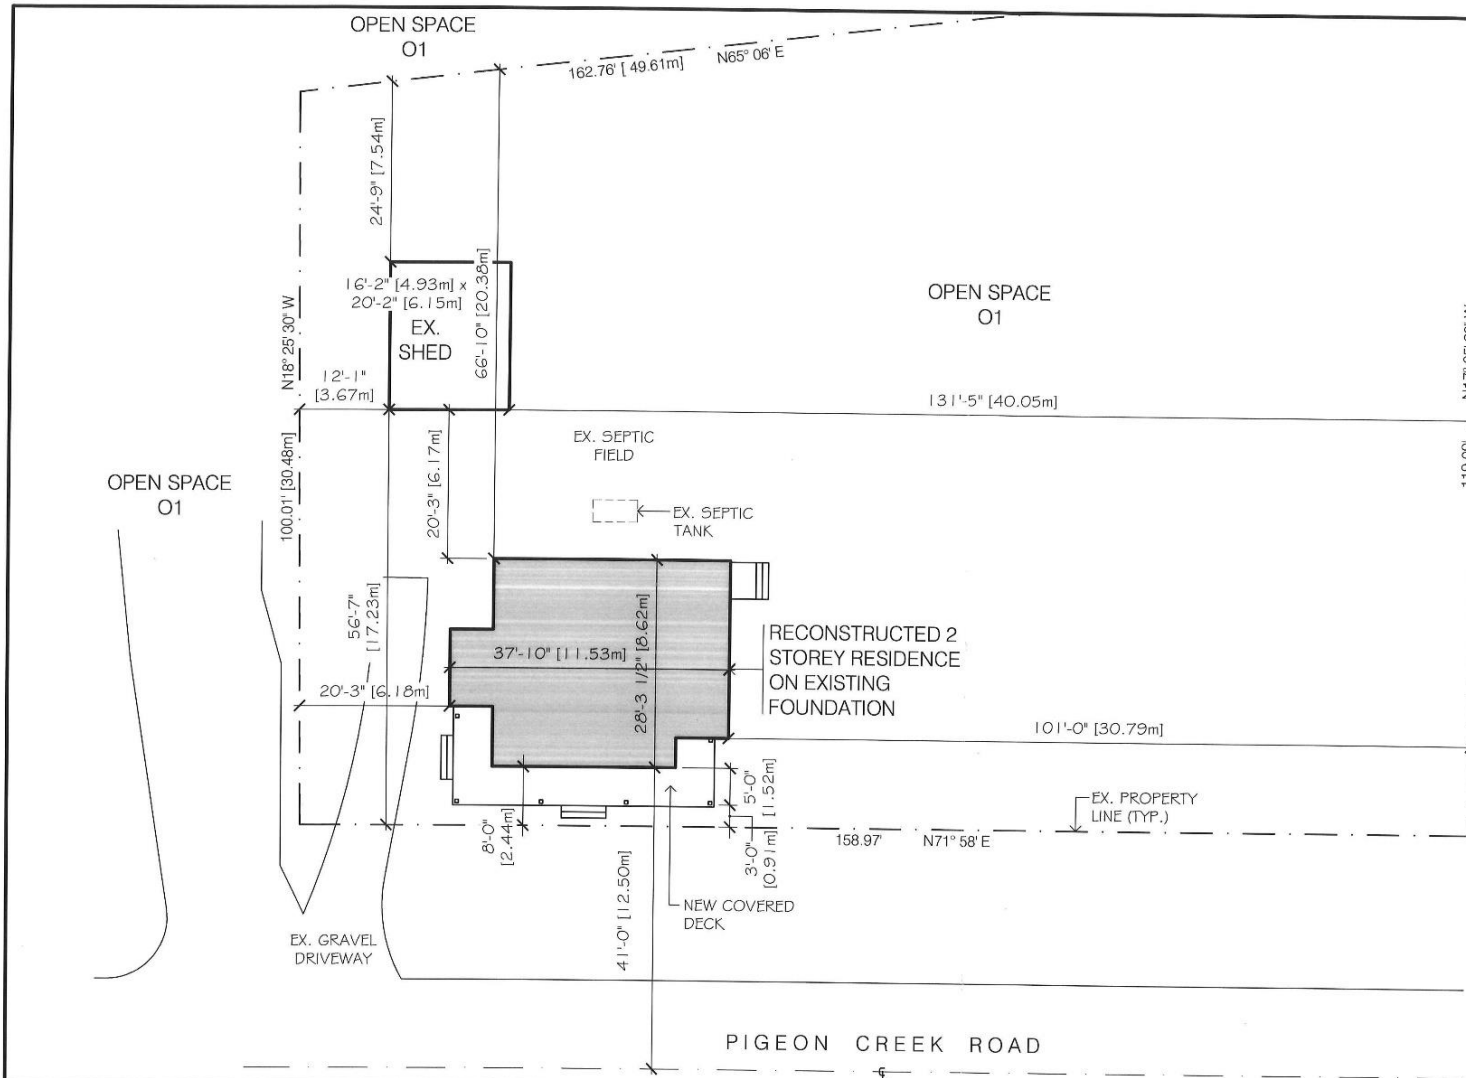 OPEN SPACE
O1
162.76' [ 49.61m]
N65° 06' E
24'-9" [7.54m]
66'-10" [20.38m]
16'-2" [4.93m] x
20'-2" [6.15m]
EX.
SHED
N18° 25' 30" W
OPEN SPACE
O1
12'-1"
[3.67m]
131'-5" [40.05m]
100.01' [30.48m]
20'-3" [6.17m]
EX. SEPTIC
FIELD
OPEN SPACE
O1
EX. SEPTIC
TANK
119.00'
56'-7"
[17.23m]
37'-10" [11.53m]
28'-3 1/2" [8.62m]
RECONSTRUCTED 2
STOREY RESIDENCE
ON EXISTING
FOUNDATION
20'-3" [6.18m]
101'-0" [30.79m]
5'-0"
[1.52m]
EX. PROPERTY
LINE (TYP.)
8'-0"
[2.44m]
3'-0"
[0.91m]
158.97'
N71° 58' E
NEW COVERED
DECK
41'-0" [12.50m]
EX. GRAVEL
DRIVEWAY
PIGEON CREEK ROAD